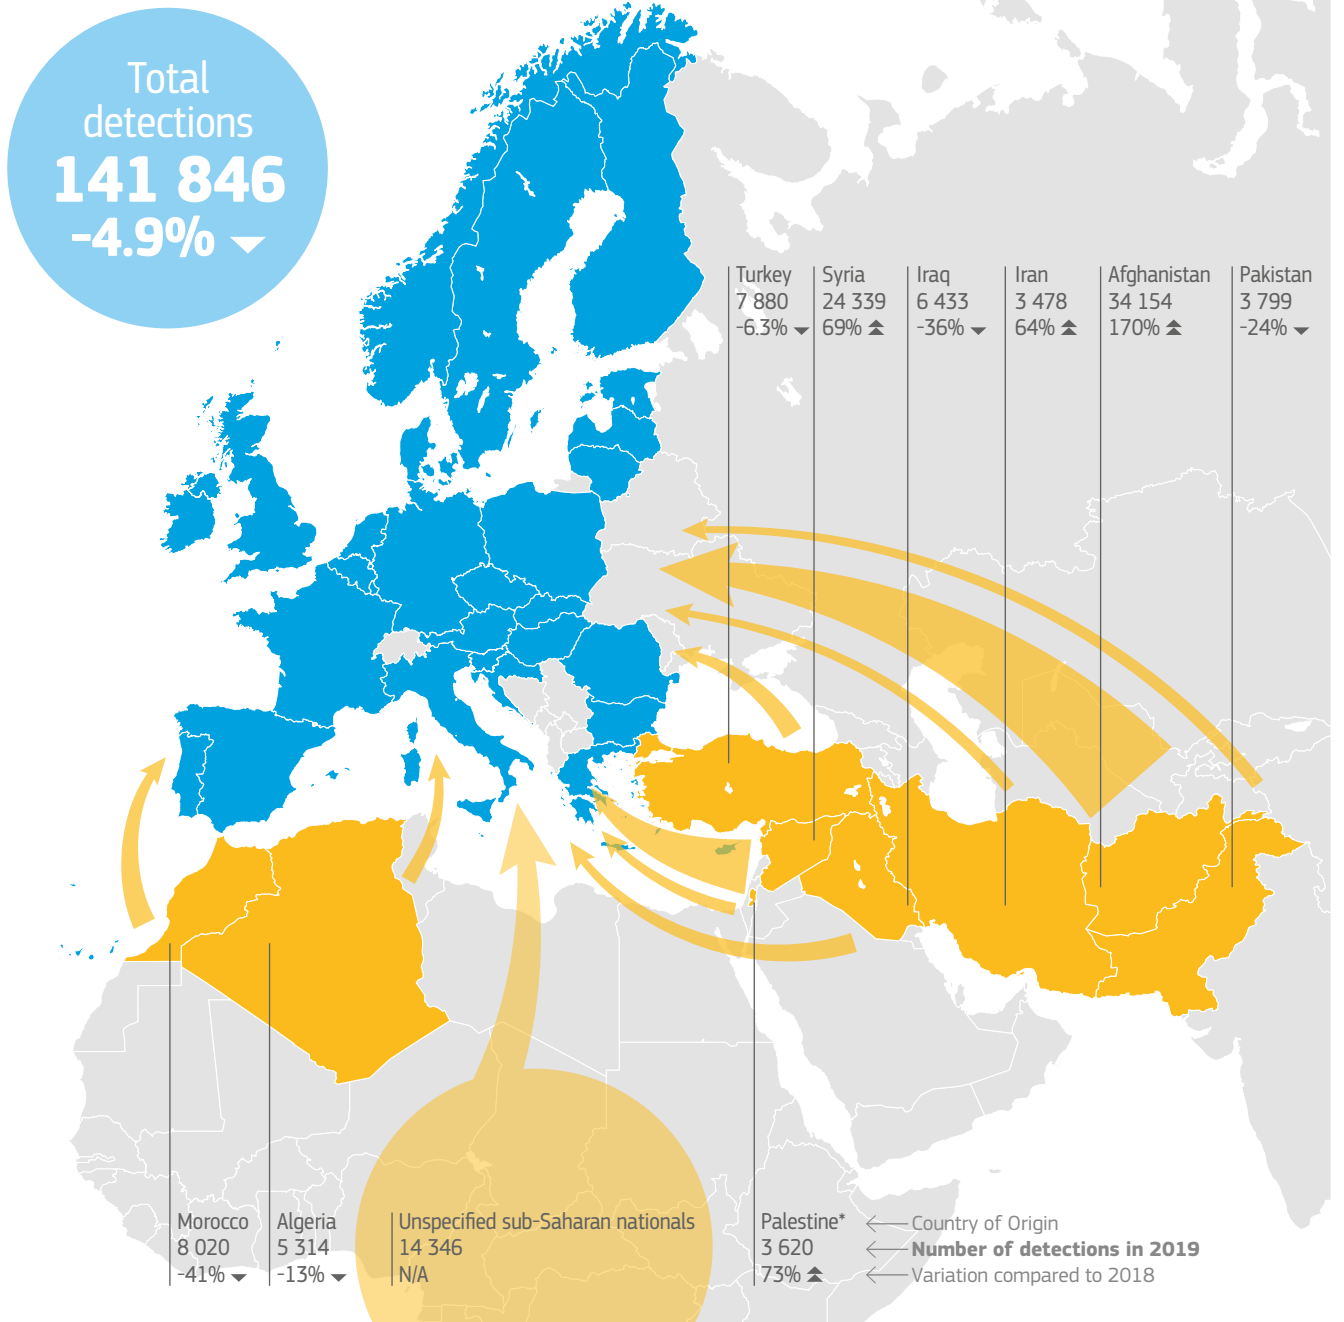 Total
detections
141 846
-4.9%
Turkey
7 880
-6.3%
Syria
24 339
69%
Iraq
6 433
-36%
Iran
3 478
64%
Afghanistan
34 154
170%
Pakistan
3 799
-24%
Morocco
8 020
-41%
Algeria
5 314
-13%
Unspecified sub-Saharan nationals
14 346
N/A
Palestine*
3 620
73%
Country of Origin
Number of detections in 2019
Variation compared to 2018